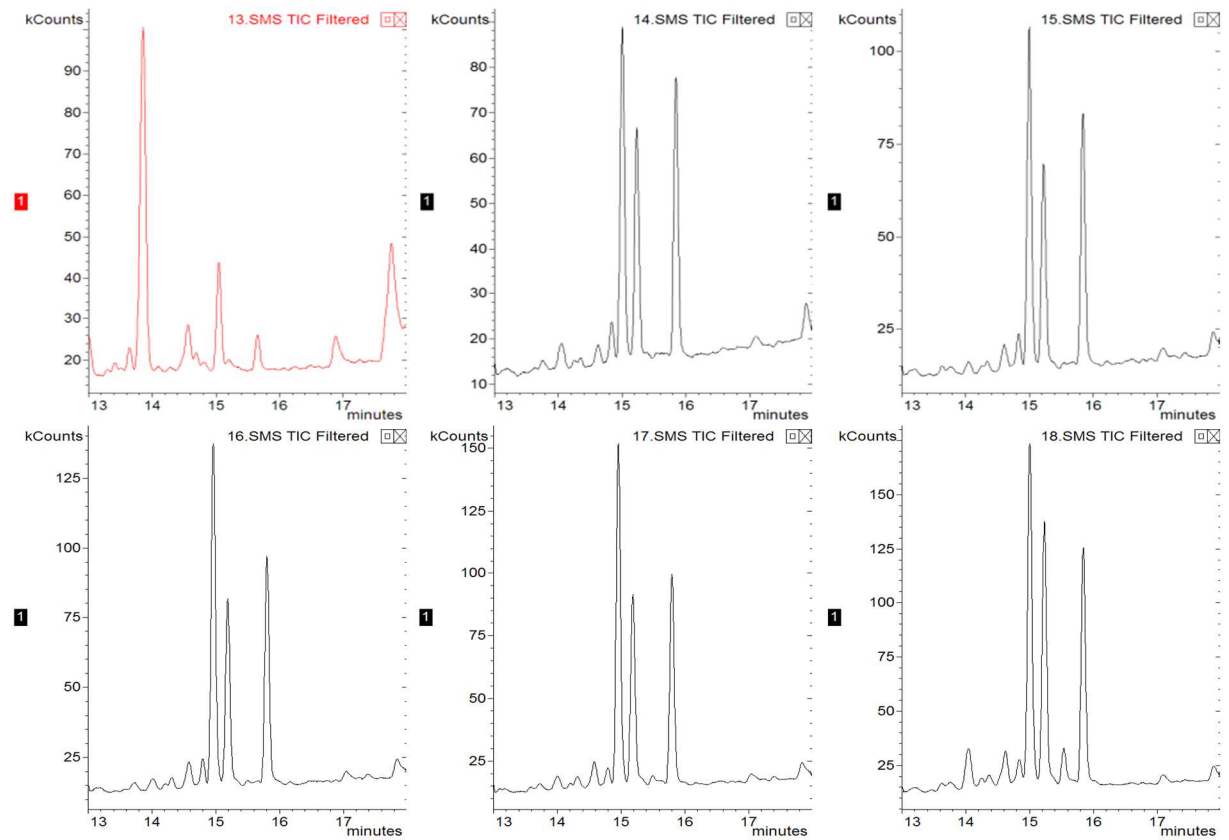 kCounts 13.SMS TIC Filtered
90
80
70
1 60
50
40
30
20
13 14 15 16 17
minutes
kCounts 14.SMS TIC Filtered
80
70
60
1
50
40
30
20
10
13 14 15 16 17
minutes
kCounts 15.SMS TIC Filtered
100
75
1
50
25
13 14 15 16 17
minutes
kCounts 16.SMS TIC Filtered
125
100
75
1
50
25
13 14 15 16 17
minutes
kCounts 17.SMS TIC Filtered
150
125
100
75
1
50
25
13 14 15 16 17
minutes
kCounts 18.SMS TIC Filtered
150
125
100
75
1
50
25
13 14 15 16 17
minutes